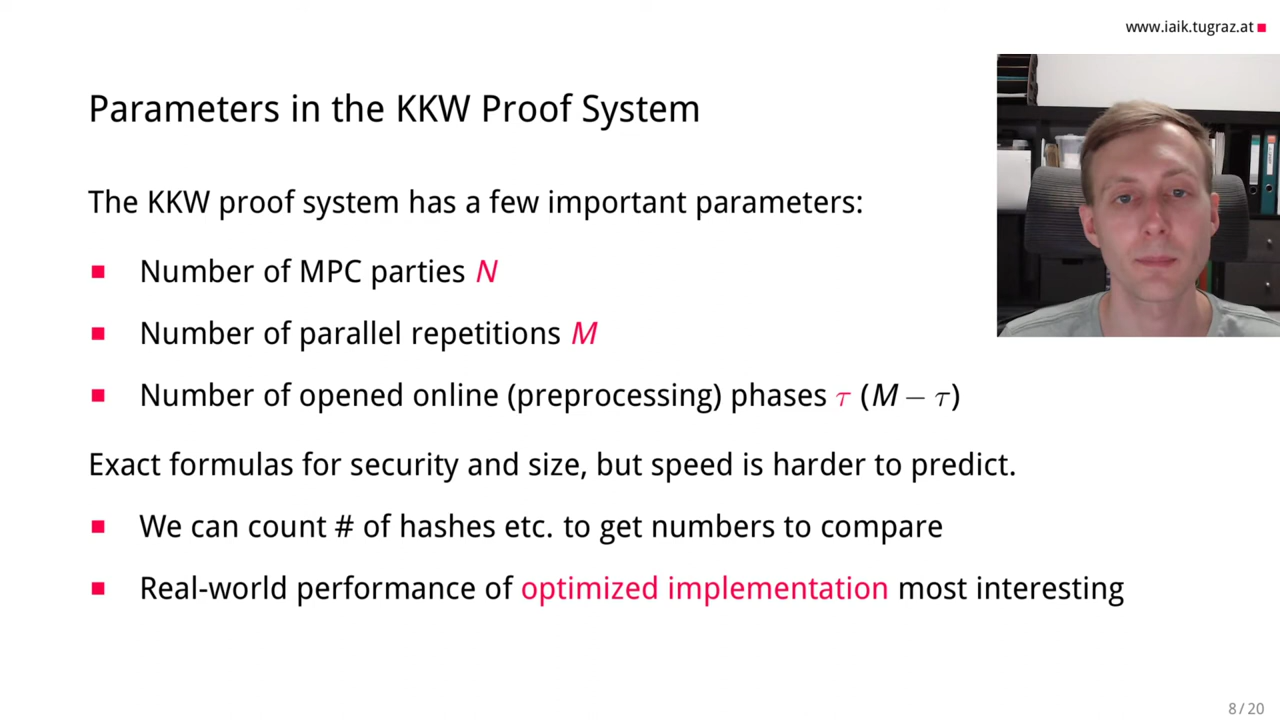 www.iaik.tugraz.at
Parameters in the KKW Proof System
The KKW proof system has a few important parameters:
Number of MPC parties N
Number of parallel repetitions M
Number of opened online (preprocessing) phases τ (M − τ)
Exact formulas for security and size, but speed is harder to predict.
We can count # of hashes etc. to get numbers to compare
Real-world performance of optimized implementation most interesting
8 / 20